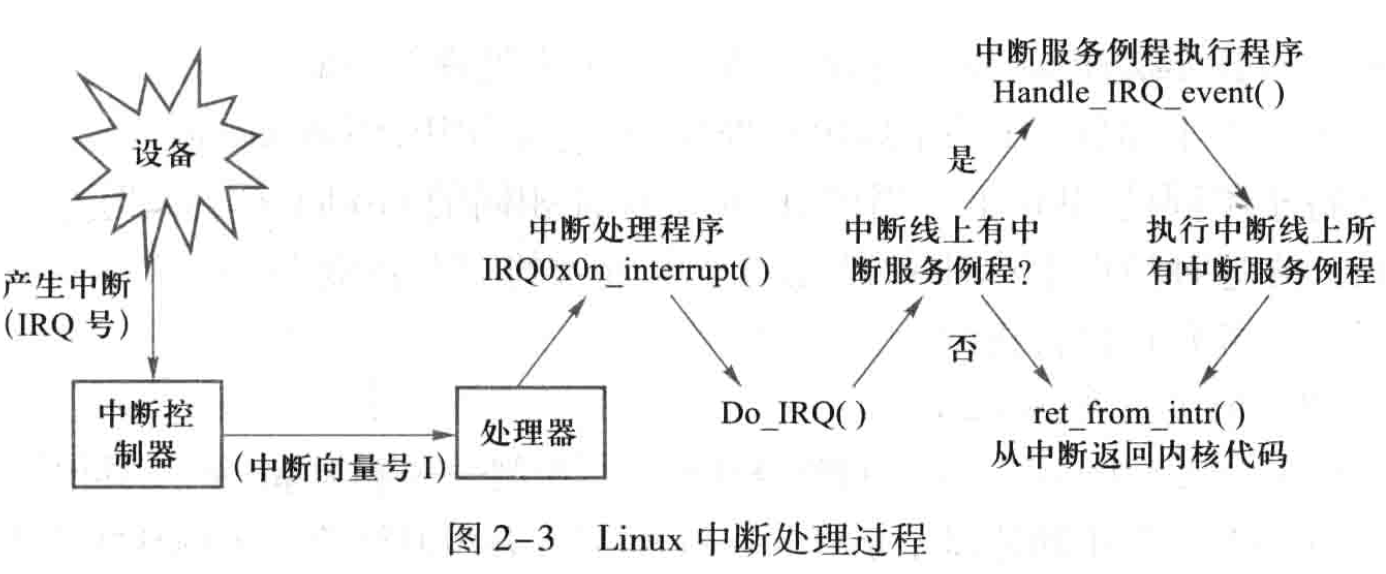 中断服务例程执行程序
Handle_IRQ_event( )
设备
是
中断处理程序
IRQ0x0n_interrupt( )
中断线上有中
断服务例程?
执行中断线上所
有中断服务例程
产生中断
(IRQ 号)
否
中断控
制器
(中断向量号 I)
处理器
Do_IRQ( )
ret_from_intr( )
从中断返回内核代码
图 2-3 Linux 中断处理过程